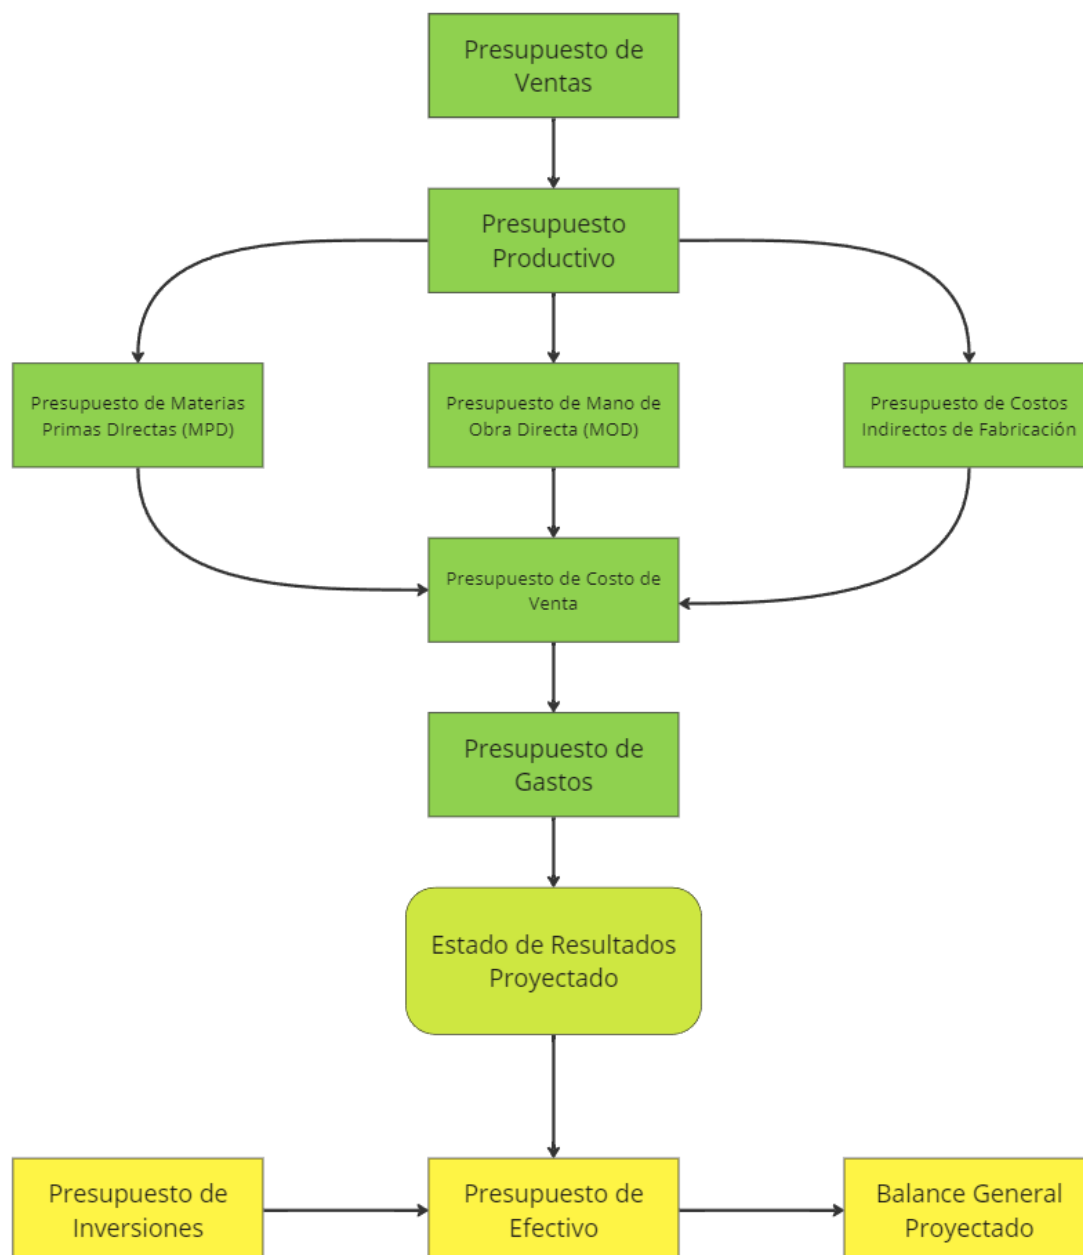 Presupuesto de
Ventas
Presupuesto
Productivo
Presupuesto de Materias
Primas DIrectas (MPD)
Presupuesto de Mano de
Obra Directa (MOD)
Presupuesto de Costos
Indirectos de Fabricación
Presupuesto de Costo de
Venta
Presupuesto de
Gastos
Estado de Resultados
Proyectado
Presupuesto de
Inversiones
Presupuesto de
Efectivo
Balance General
Proyectado